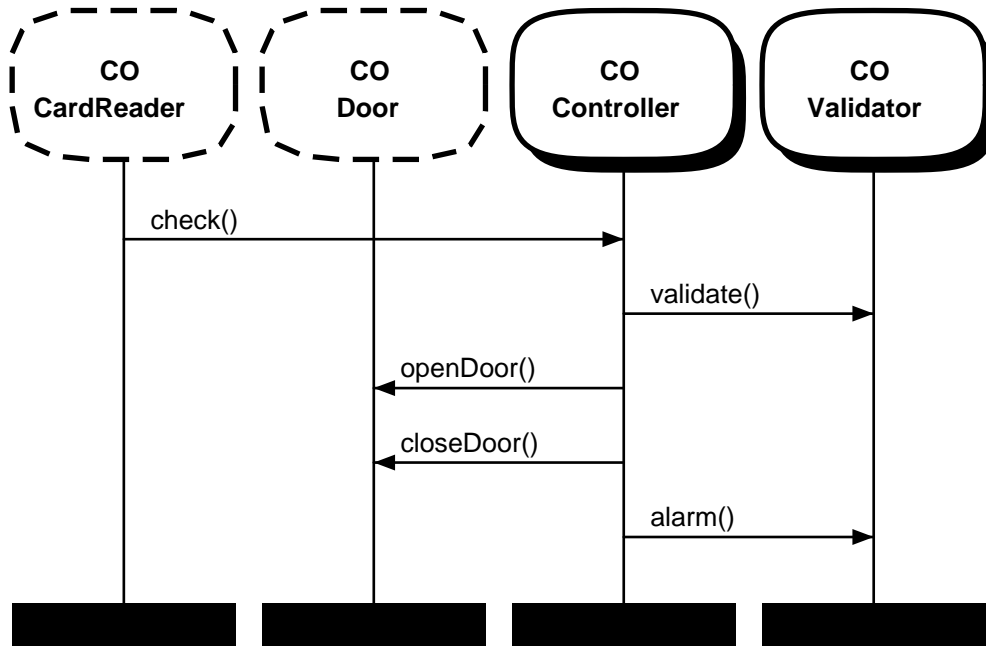 CO
CardReader
CO
Door
CO
Controller
CO
Validator
check()
validate()
openDoor()
closeDoor()
alarm()